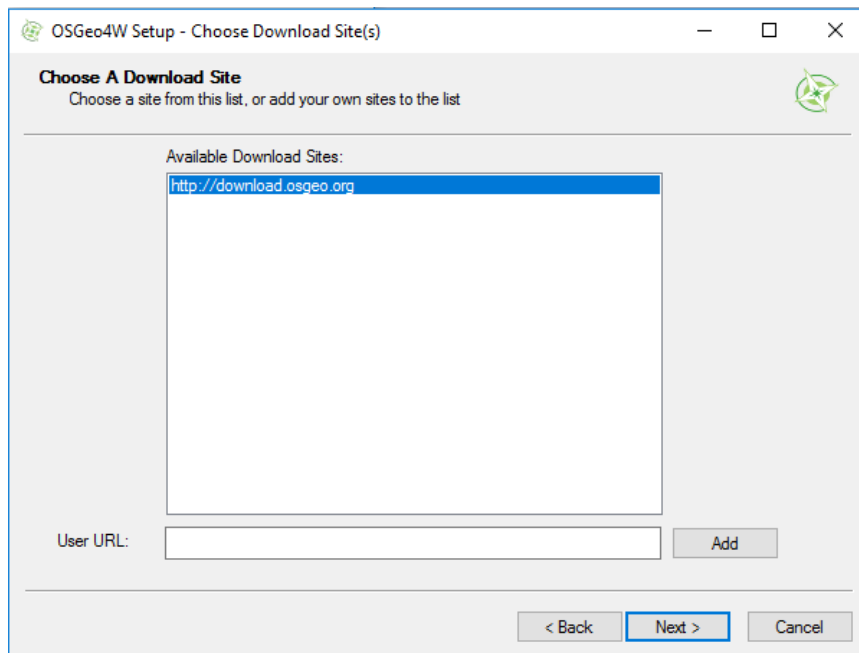 OSGeo4W Setup - Choose Download Site(s)
Choose A Download Site
Choose a site from this list, or add your own sites to the list
Available Download Sites:
http://download.osgeo.org
User URL:
Add
< Back
Next >
Cancel